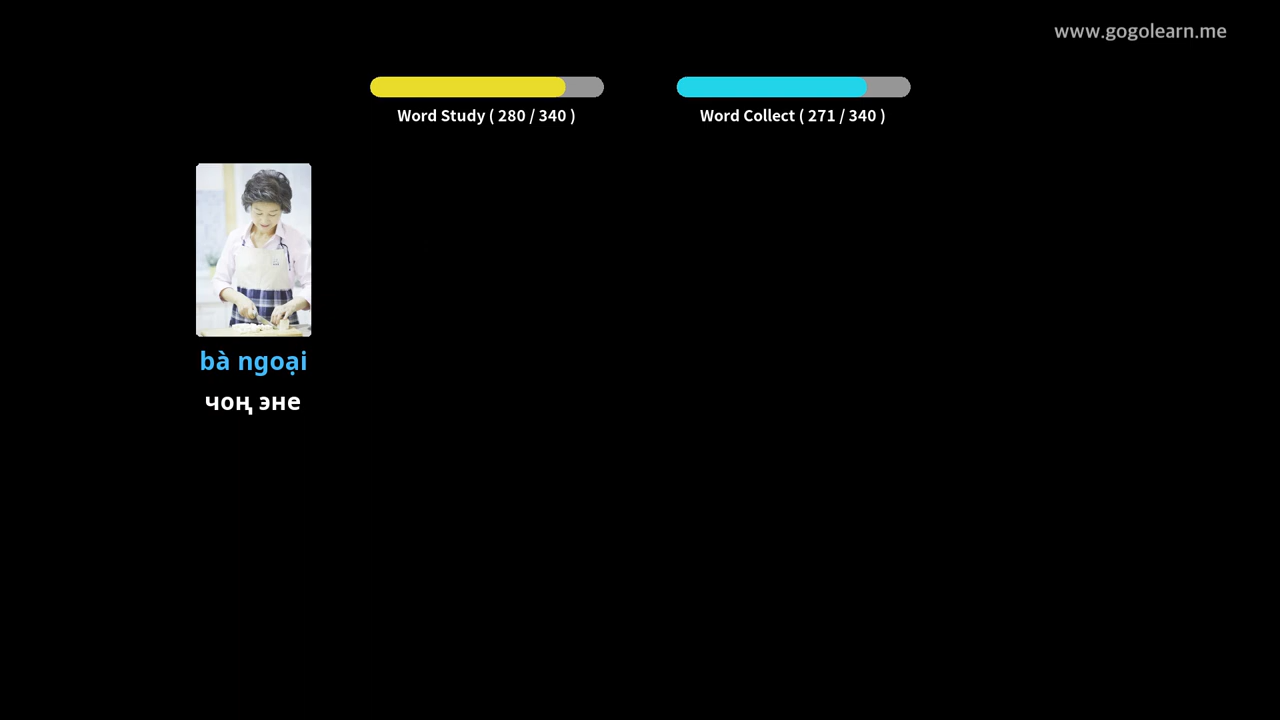 www.gogolearn.me
Word Study ( 280 / 340 )
Word Collect ( 271 / 340 )
bà ngoại
чоң эне